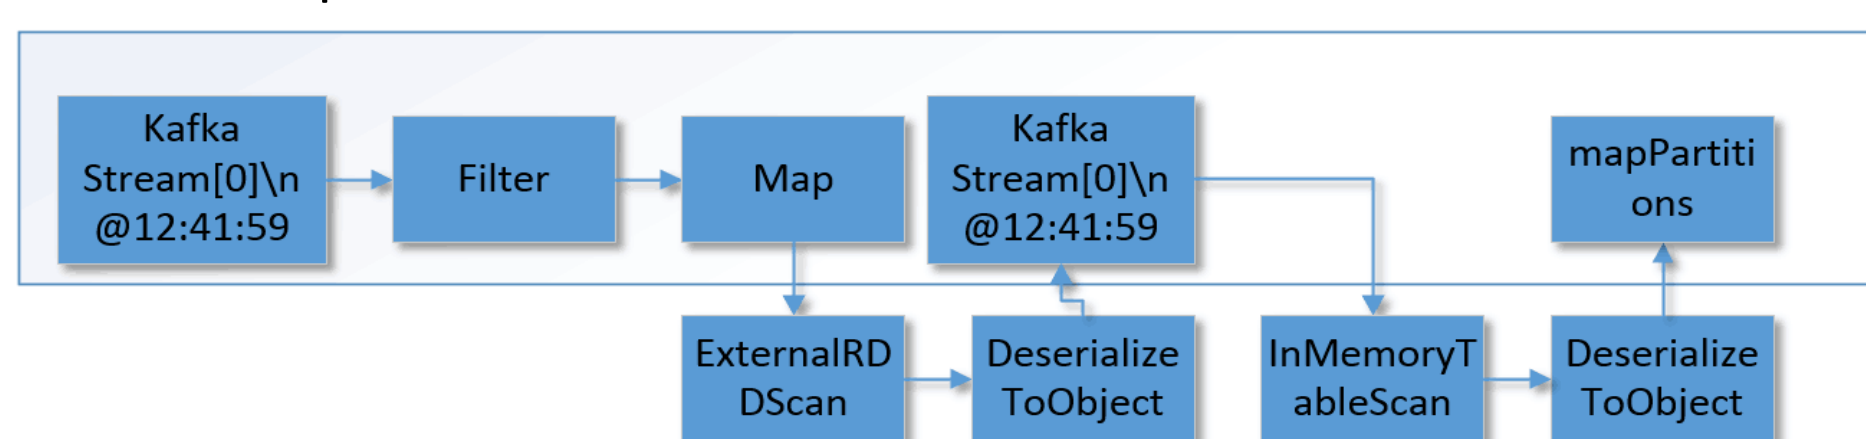 Kafka
Stream[0]\n
@12:41:59
Filter
Map
Kafka
Stream[0]\n
@12:41:59
mapPartiti
ons
ExternalRD
DScan
Deserialize
ToObject
InMemoryT
ableScan
Deserialize
ToObject